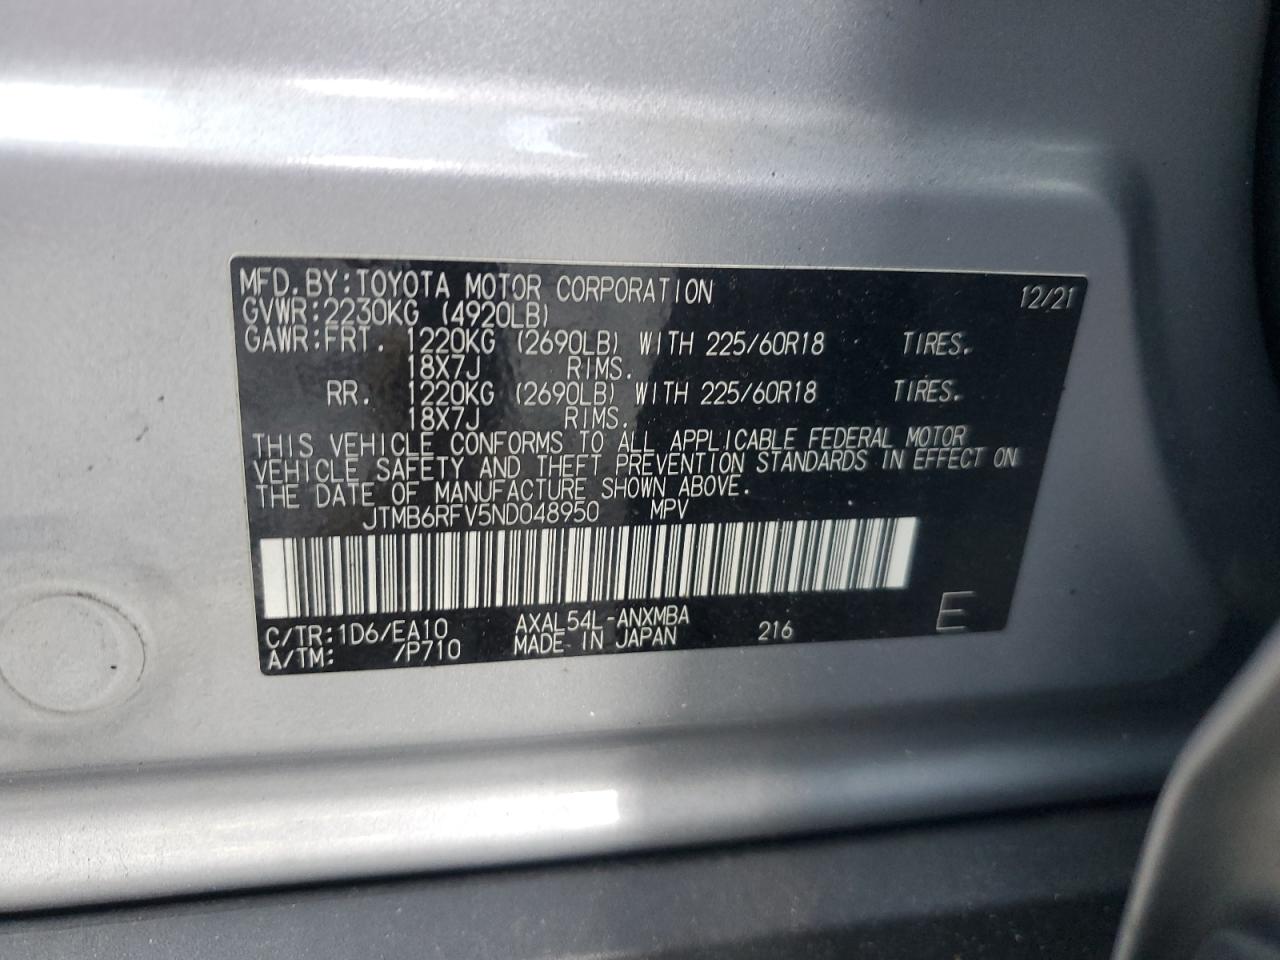 MFD. BY: TOYOTA MOTOR CORPORATION 12/21
GVWR: 2230KG (4920LB)
GAWR: FRT. 1220KG (2690LB) WITH 225/60R18 TIRES.
18X7J RIMS.
RR. 1220KG (2690LB) WITH 225/60R18 TIRES.
18X7J RIMS.
THIS VEHICLE CONFORMS TO ALL APPLICABLE FEDERAL MOTOR
VEHICLE SAFETY AND THEFT PREVENTION STANDARDS IN EFFECT ON
THE DATE OF MANUFACTURE SHOWN ABOVE.
JTMB6RFV5ND048950 MPV
C/TR: 1D6/EA10 AXAL54L-ANXMBA 216 E
A/TM: /P710 MADE IN JAPAN